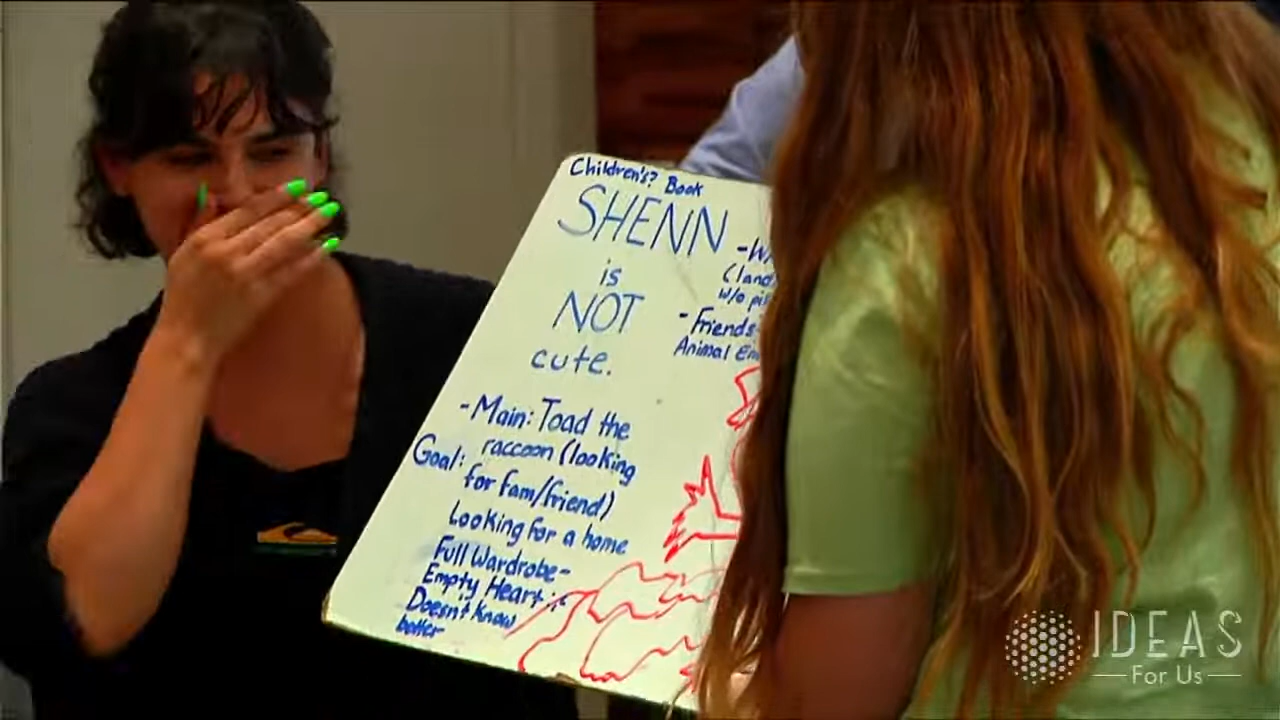 Children's? Book
SHENN
is
NOT
cute.
- Main: Toad the
raccoon (looking
Goal: for fam/friend)
Looking for a home
Full Wardrobe-
Empty Heart :(
Doesn't know
better
w/o
- Friends
Animal
IDEAS
For Us